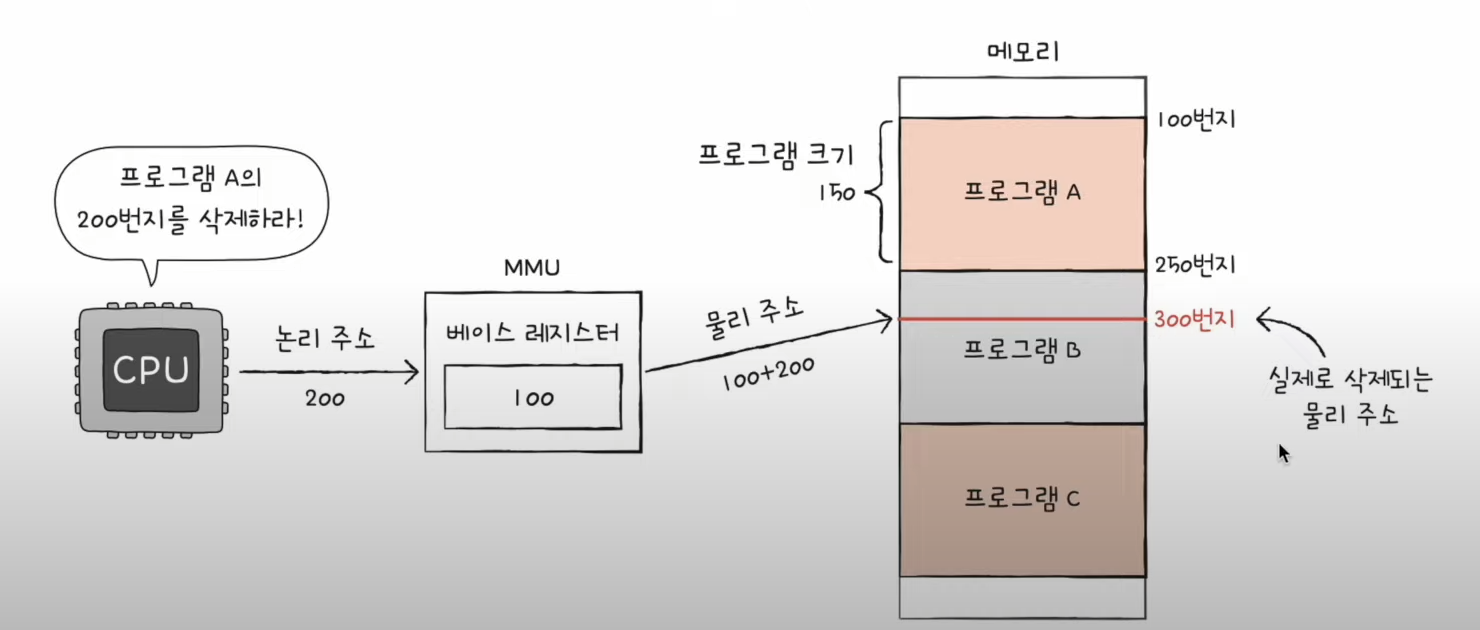 메모리
100번지
프로그램 크기
150
프로그램 A
프로그램 A의
200번지를 삭제하라!
250번지
MMU
물리 주소
100+200
300번지
논리 주소
200
베이스 레지스터
100
CPU
프로그램 B
실제로 삭제되는
물리 주소
프로그램 C